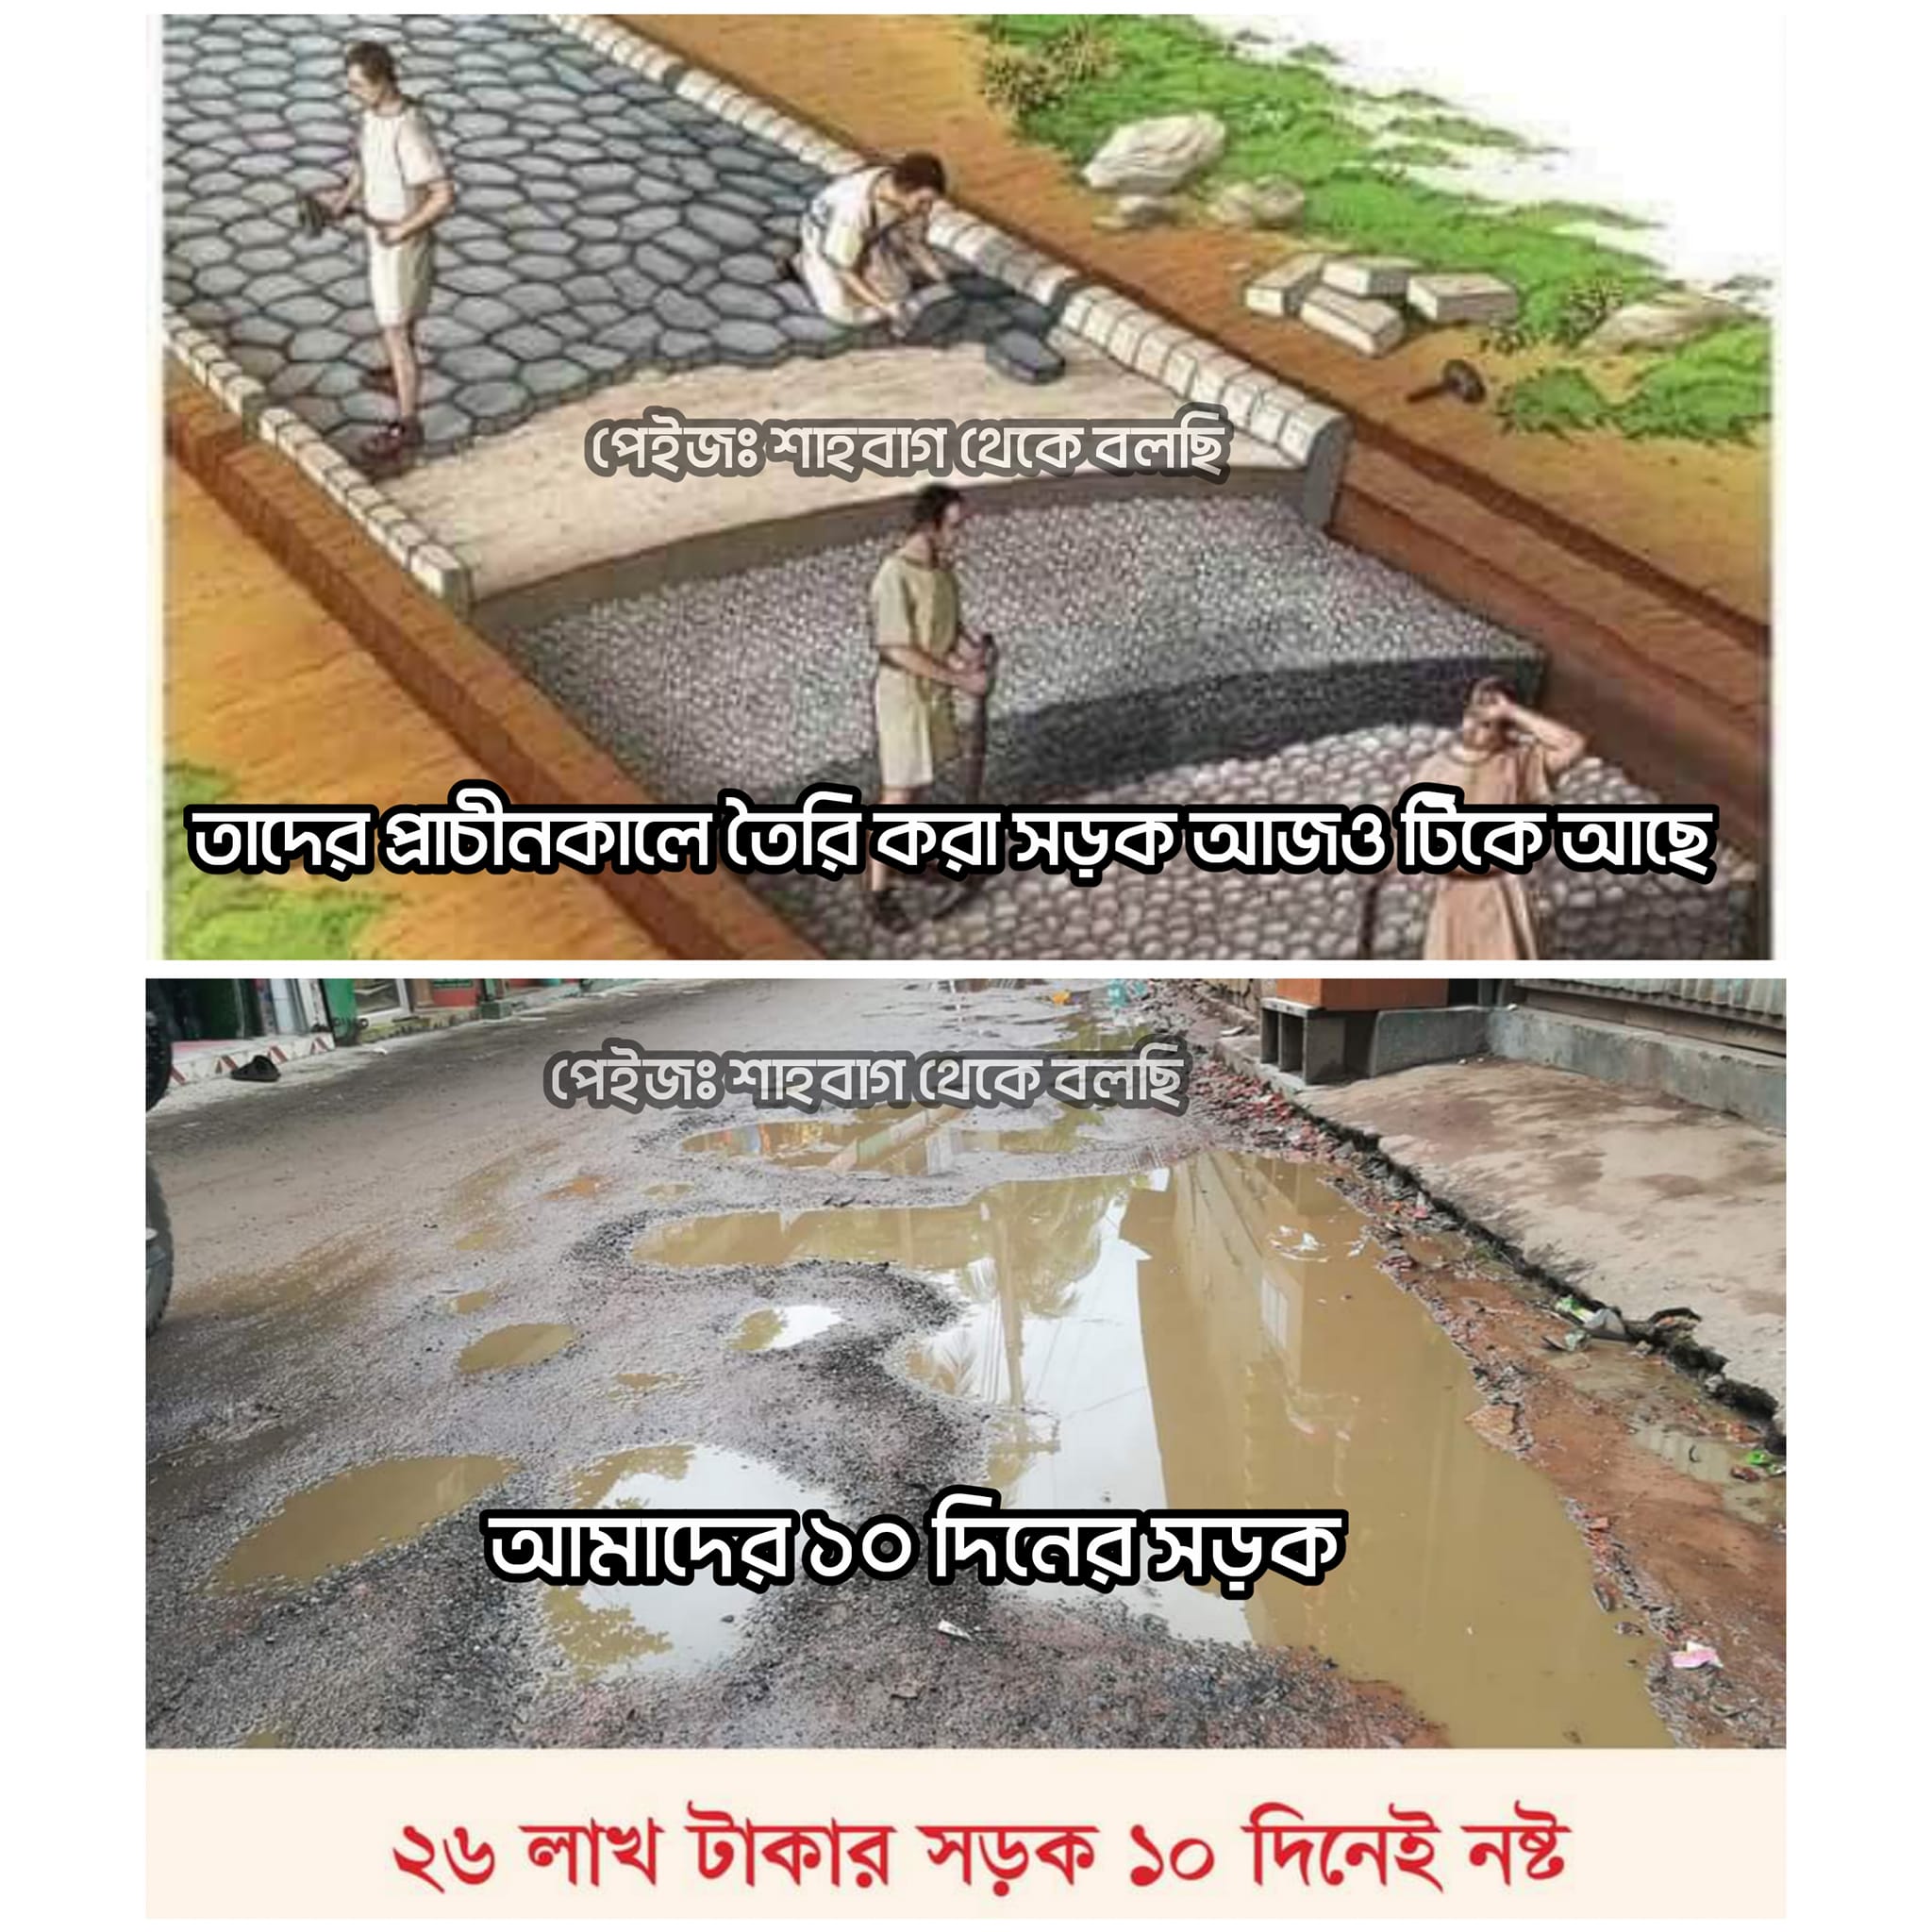 পেইজঃ শাহবাগ থেকে বলছি
তাদের প্রাচীনকালে তৈরি করা সড়ক আজও টিকে আছে
পেইজঃ শাহবাগ থেকে বলছি
আমাদের ১০ দিনের সড়ক
২৬ লাখ টাকার সড়ক ১০ দিনেই নষ্ট